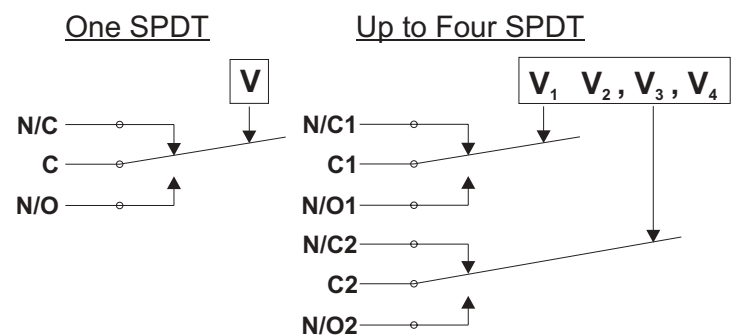 One SPDT
Up to Four SPDT
V
V₁ V₂ , V₃ , V₄
N/C
C
N/O
N/C1
C1
N/O1
N/C2
C2
N/O2